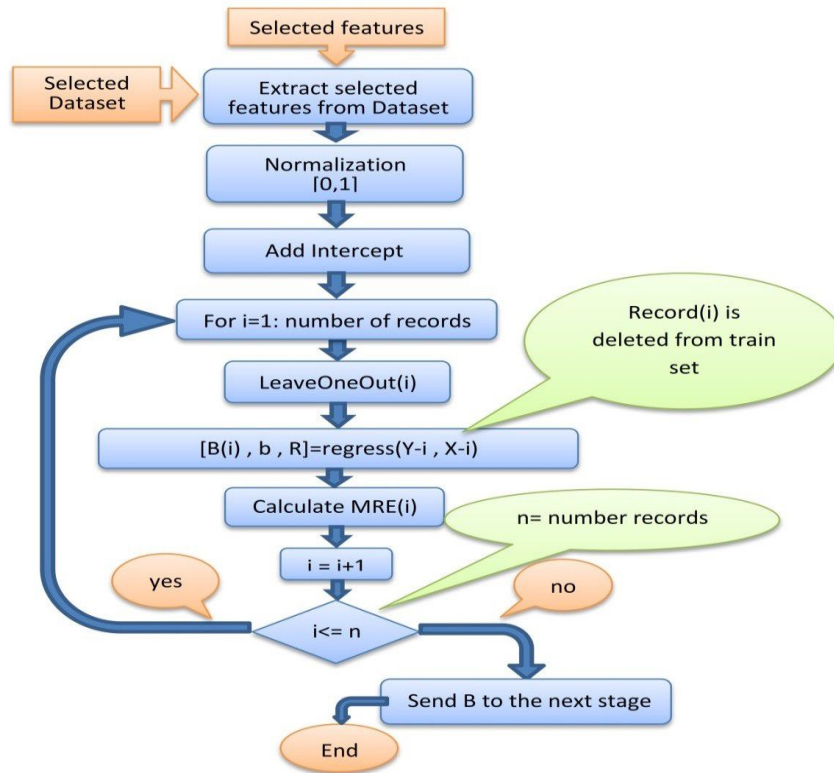 Selected features
Selected
Dataset
Extract selected
features from Dataset
Normalization
[0,1]
Add Intercept
For i=1: number of records
Record(i) is
deleted from train
set
LeaveOneOut(i)
[B(i) , b , R]=regress(Y-i , X-i)
Calculate MRE(i)
n= number records
i = i+1
yes
no
i<= n
Send B to the next stage
End